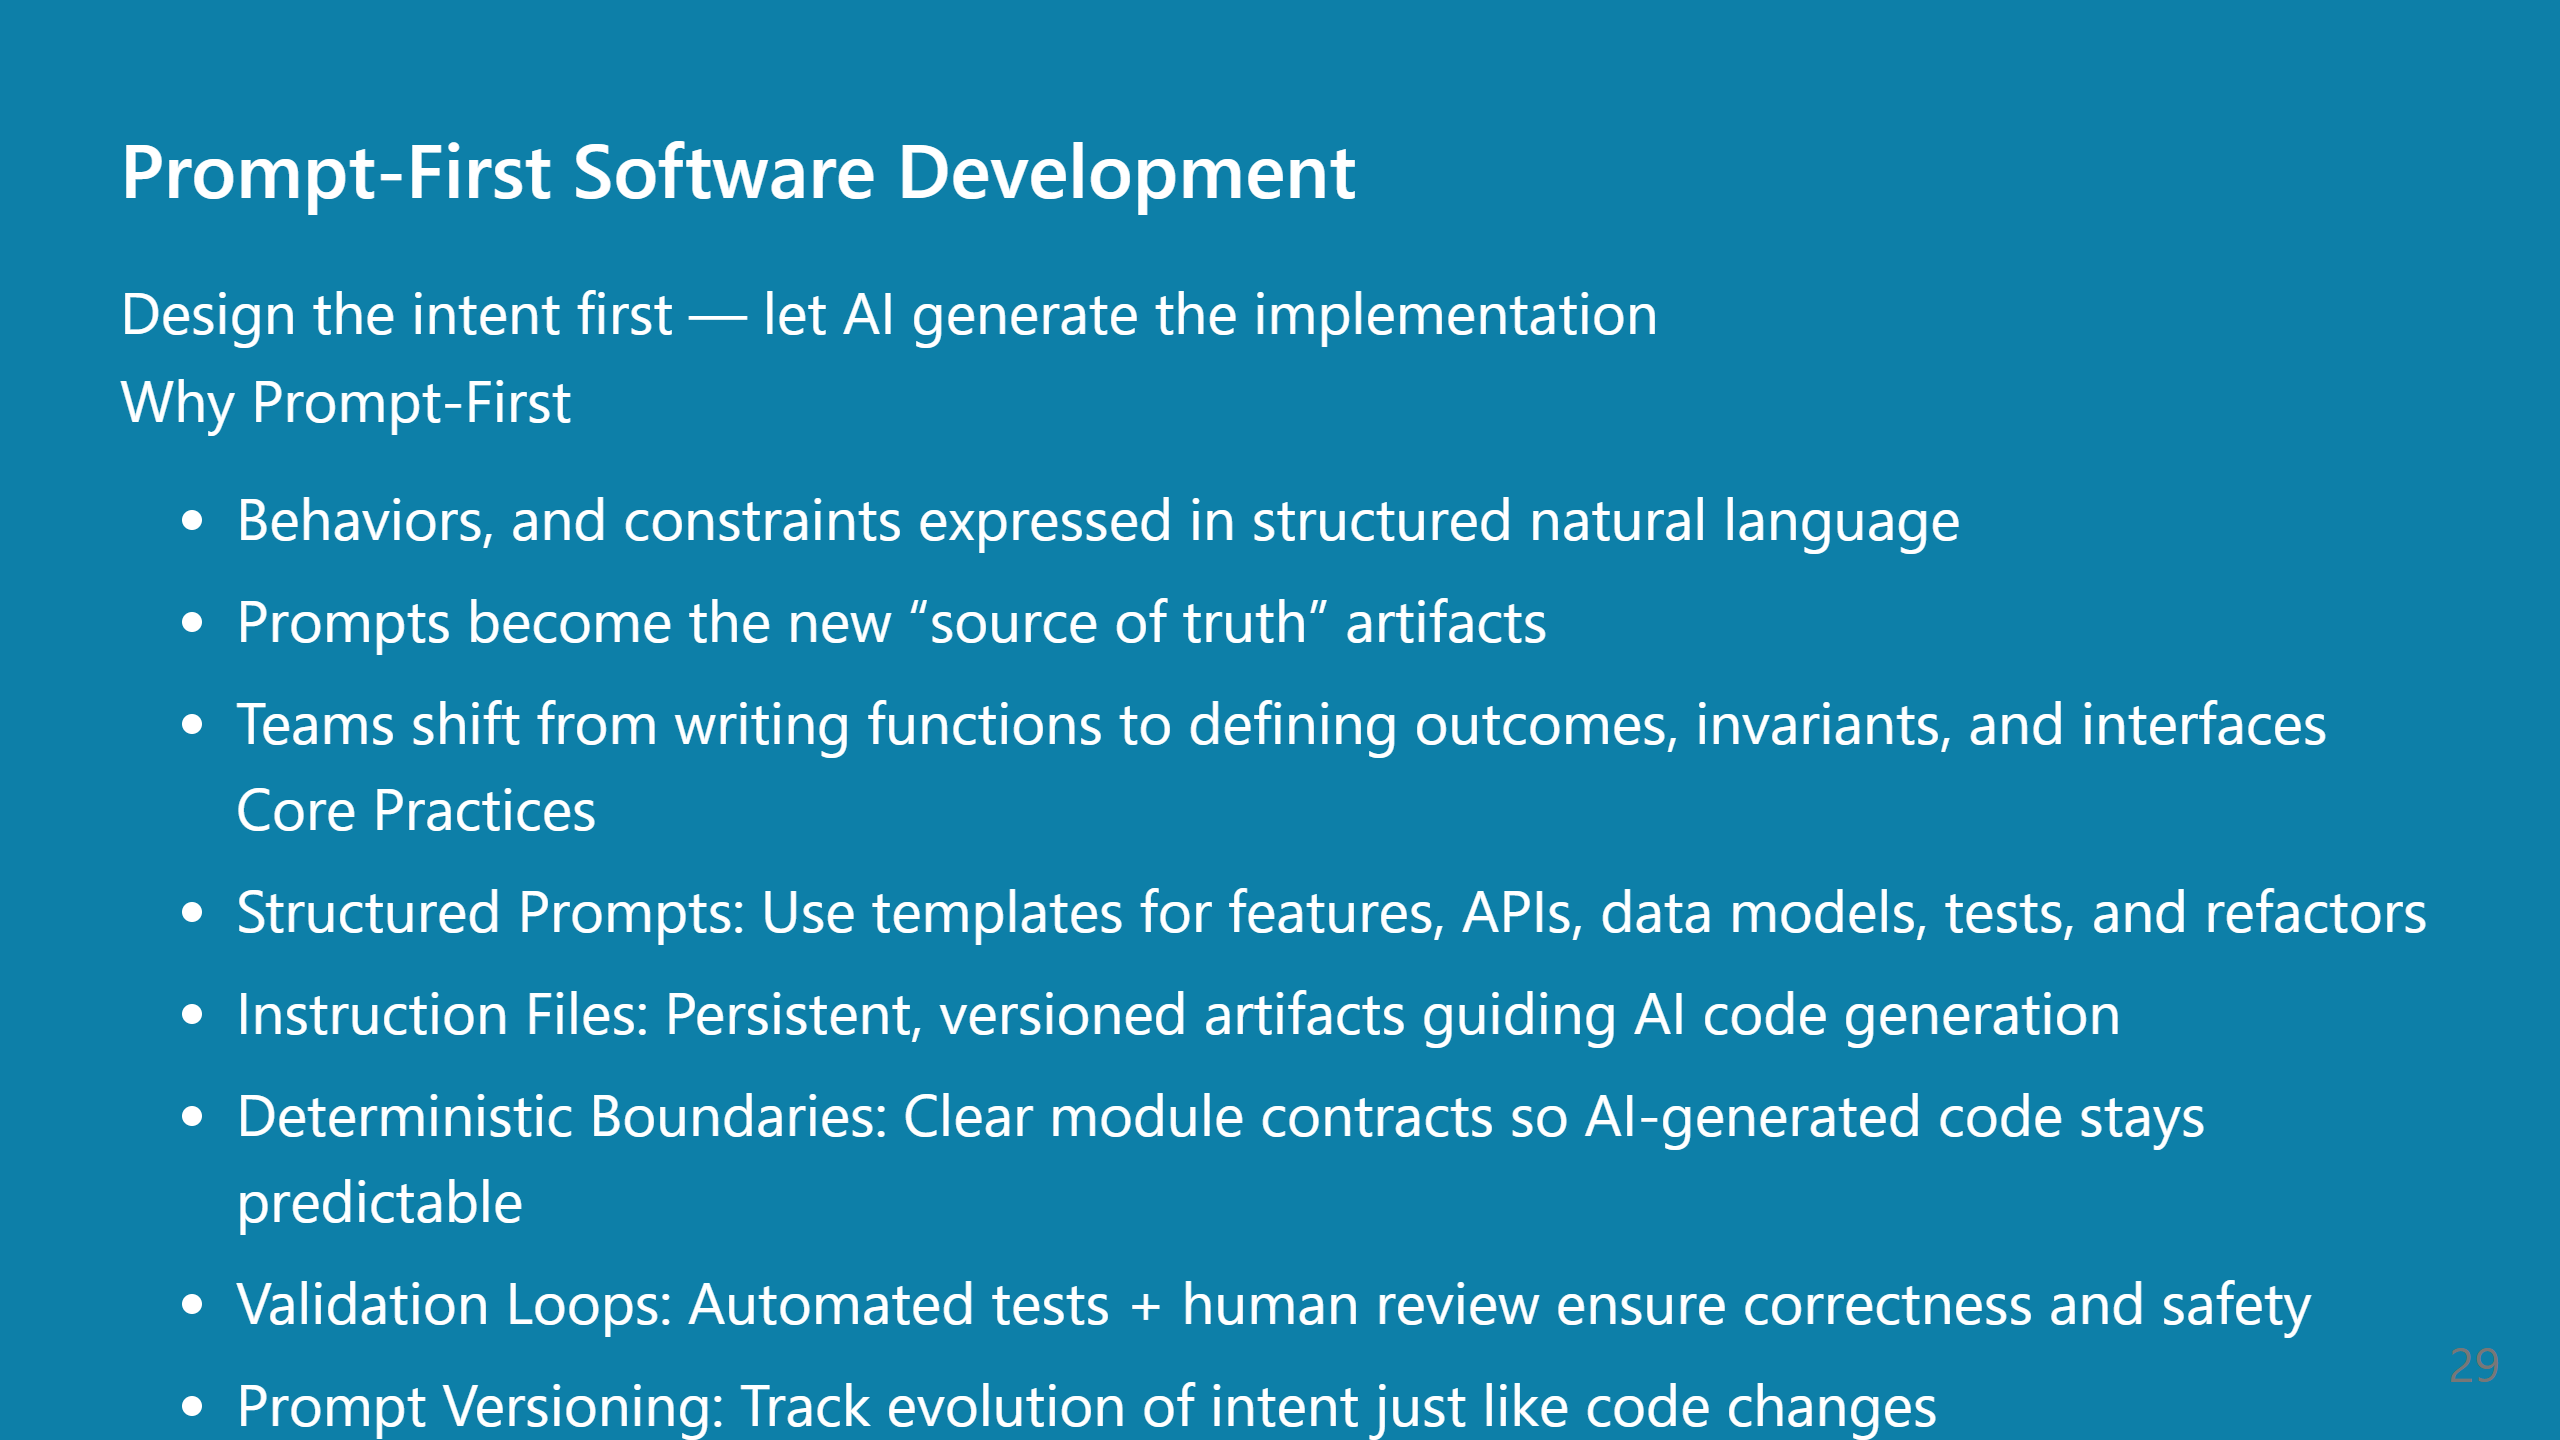 Prompt-First Software Development
Design the intent first — let AI generate the implementation
Why Prompt-First
• Behaviors, and constraints expressed in structured natural language
• Prompts become the new “source of truth” artifacts
• Teams shift from writing functions to defining outcomes, invariants, and interfaces
Core Practices
• Structured Prompts: Use templates for features, APIs, data models, tests, and refactors
• Instruction Files: Persistent, versioned artifacts guiding AI code generation
• Deterministic Boundaries: Clear module contracts so AI-generated code stays
predictable
• Validation Loops: Automated tests + human review ensure correctness and safety
29
• Prompt Versioning: Track evolution of intent just like code changes